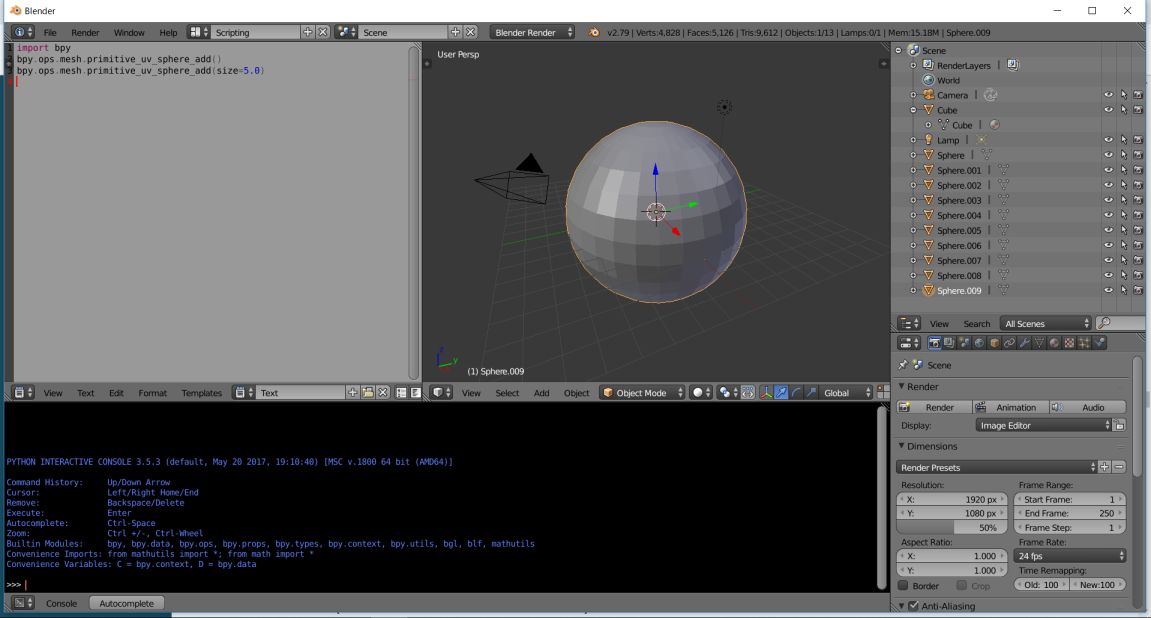 Blender
File Render Window Help Scripting Scene Blender Render v2.79 | Verts:4,828 | Faces:5,126 | Tris:9,612 | Objects:1/13 | Lamps:0/1 | Mem:15.18M | Sphere.009
1 import bpy
2 bpy.ops.mesh.primitive_uv_sphere_add()
3 bpy.ops.mesh.primitive_uv_sphere_add(size=5.0)
View Text Edit Format Templates Text
User Persp
z
y
(1) Sphere.009
View Select Add Object Object Mode Global
PYTHON INTERACTIVE CONSOLE 3.5.3 (default, May 20 2017, 19:10:40) [MSC v.1800 64 bit (AMD64)]
Command History: Up/Down Arrow
Cursor: Left/Right Home/End
Remove: Backspace/Delete
Execute: Enter
Autocomplete: Ctrl-Space
Zoom: Ctrl +/-, Ctrl-Wheel
Builtin Modules: bpy, bpy.data, bpy.ops, bpy.props, bpy.types, bpy.context, bpy.utils, bgl, blf, mathutils
Convenience Imports: from mathutils import *; from math import *
Convenience Variables: C = bpy.context, D = bpy.data
>>>
Console Autocomplete
Scene
RenderLayers |
World
Camera |
Cube
Cube |
Lamp |
Sphere |
Sphere.001 |
Sphere.002 |
Sphere.003 |
Sphere.004 |
Sphere.005 |
Sphere.006 |
Sphere.007 |
Sphere.008 |
Sphere.009 |
View Search All Scenes
Scene
Render
Render Animation Audio
Display: Image Editor
Dimensions
Render Presets
Resolution: Frame Range:
X: 1920 px Start Frame: 1
Y: 1080 px End Frame: 250
50% Frame Step: 1
Aspect Ratio: Frame Rate:
X: 1.000 24 fps
Y: 1.000 Time Remapping:
Border Crop Old: 100 New:100
Anti-Aliasing